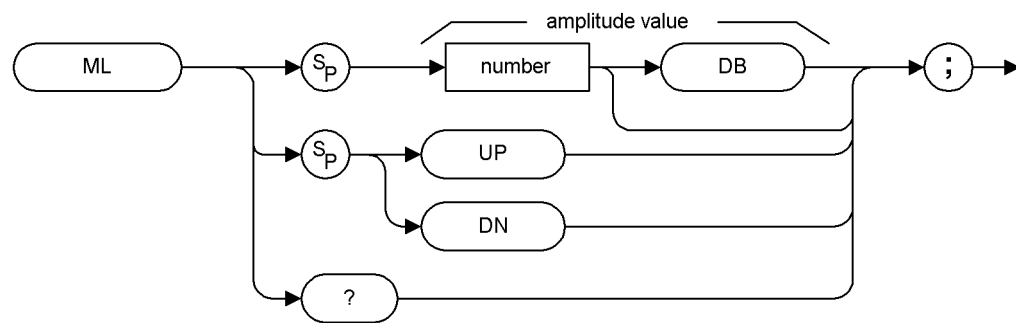 amplitude value
ML SP number DB ;
SP UP
DN
?